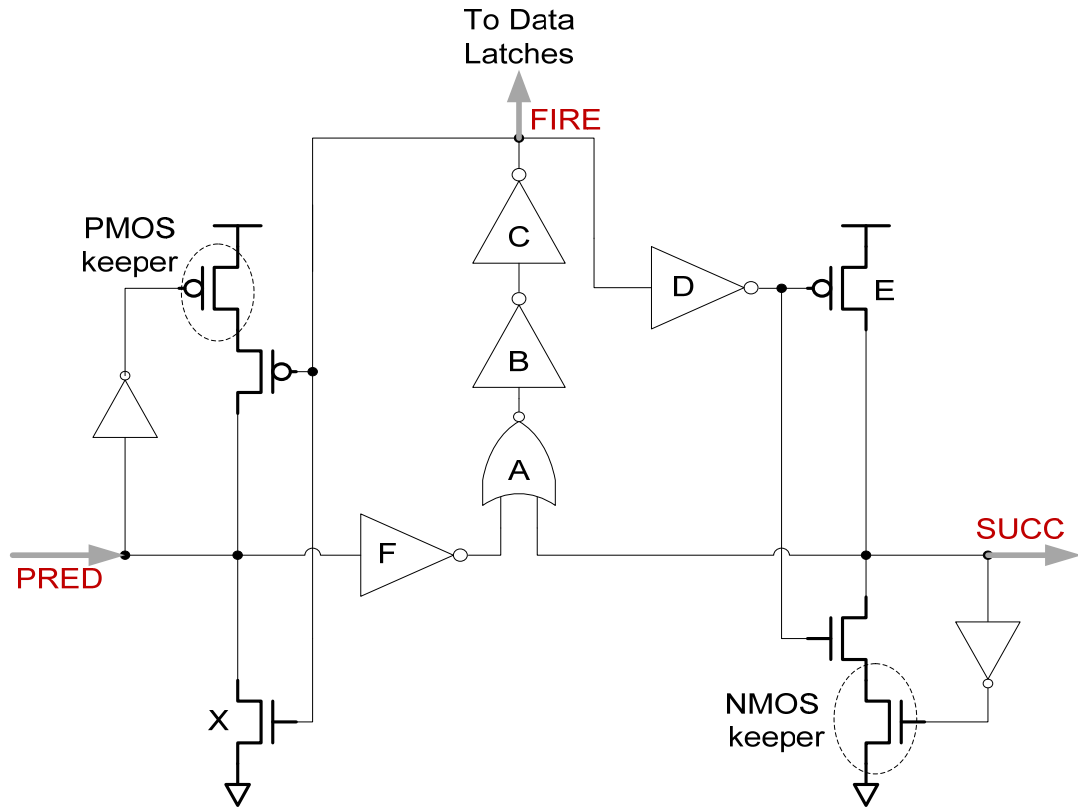 To Data
Latches
FIRE
PMOS
keeper
C
D
E
B
A
F
SUCC
PRED
X
NMOS
keeper